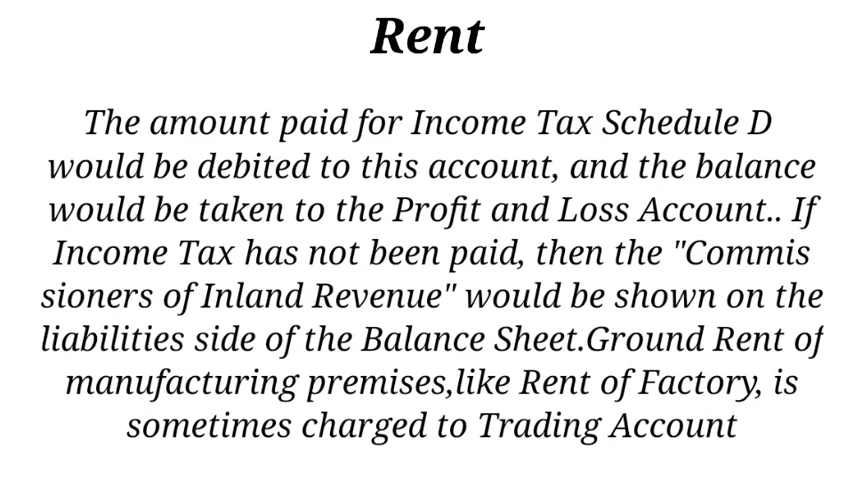 Rent
The amount paid for Income Tax Schedule D
would be debited to this account, and the balance
would be taken to the Profit and Loss Account.. If
Income Tax has not been paid, then the "Commis
sioners of Inland Revenue" would be shown on the
liabilities side of the Balance Sheet.Ground Rent of
manufacturing premises,like Rent of Factory, is
sometimes charged to Trading Account